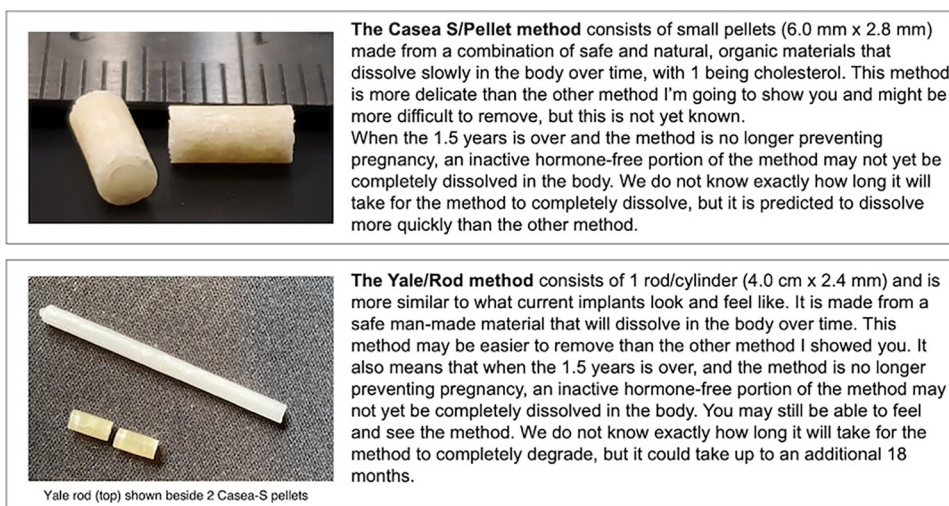 The Casea S/Pellet method consists of small pellets (6.0 mm x 2.8 mm)
made from a combination of safe and natural, organic materials that
dissolve slowly in the body over time, with 1 being cholesterol. This method
is more delicate than the other method I'm going to show you and might be
more difficult to remove, but this is not yet known.
When the 1.5 years is over and the method is no longer preventing
pregnancy, an inactive hormone-free portion of the method may not yet be
completely dissolved in the body. We do not know exactly how long it will
take for the method to completely dissolve, but it is predicted to dissolve
more quickly than the other method.
The Yale/Rod method consists of 1 rod/cylinder (4.0 cm x 2.4 mm) and is
more similar to what current implants look and feel like. It is made from a
safe man-made material that will dissolve in the body over time. This
method may be easier to remove than the other method I showed you. It
also means that when the 1.5 years is over, and the method is no longer
preventing pregnancy, an inactive hormone-free portion of the method may
not yet be completely dissolved in the body. You may still be able to feel
and see the method. We do not know exactly how long it will take for the
method to completely degrade, but it could take up to an additional 18
months.
Yale rod (top) shown beside 2 Casea-S pellets